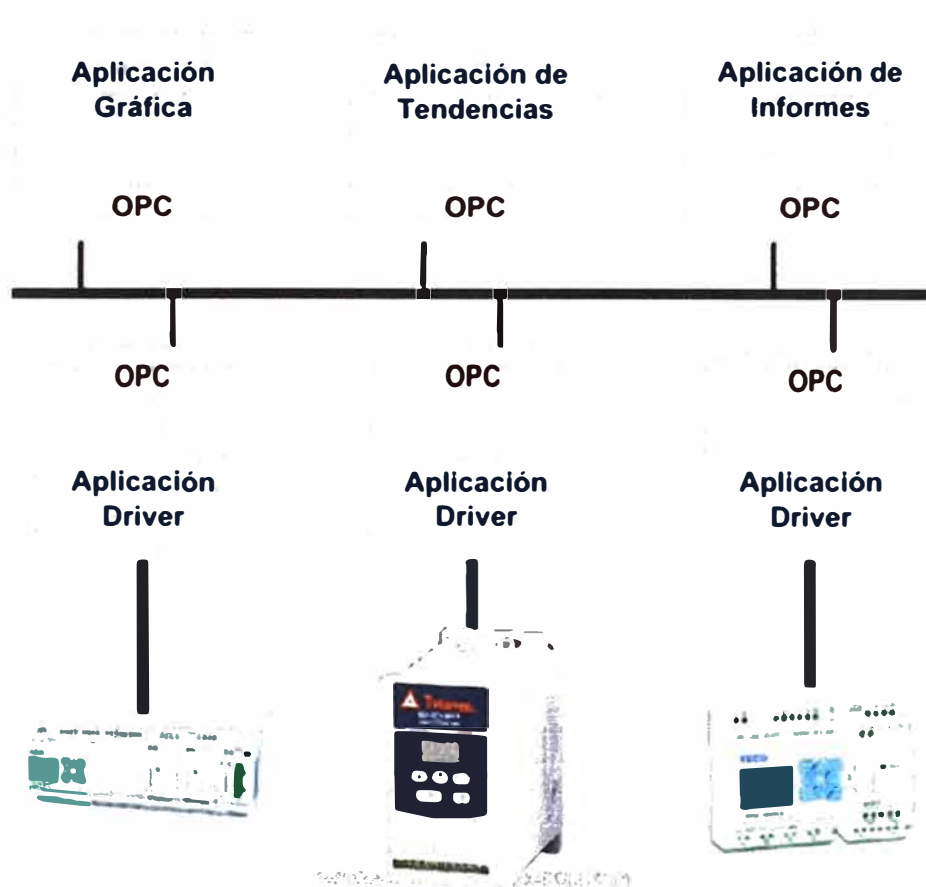 Aplicación
Gráfica
Aplicación de
Tendencias
Aplicación de
Informes
OPC
OPC
OPC
OPC
OPC
OPC
Aplicación
Driver
Aplicación
Driver
Aplicación
Driver